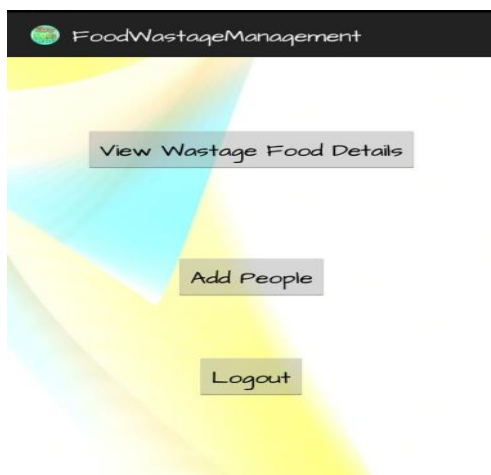 FoodWastageManagement
View Wastage Food Details
Add People
Logout